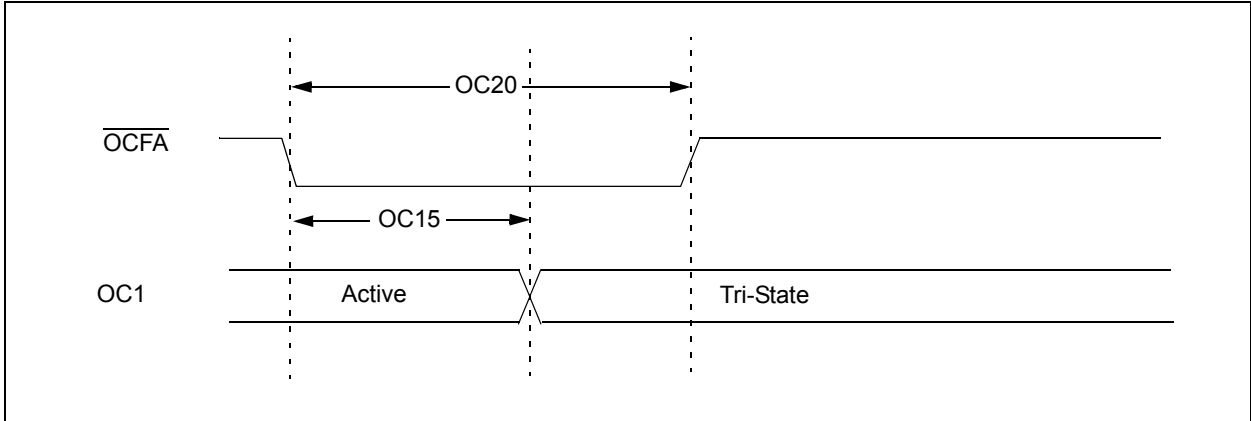 OC20
OCFA
OC15
OC1
Active
Tri-State